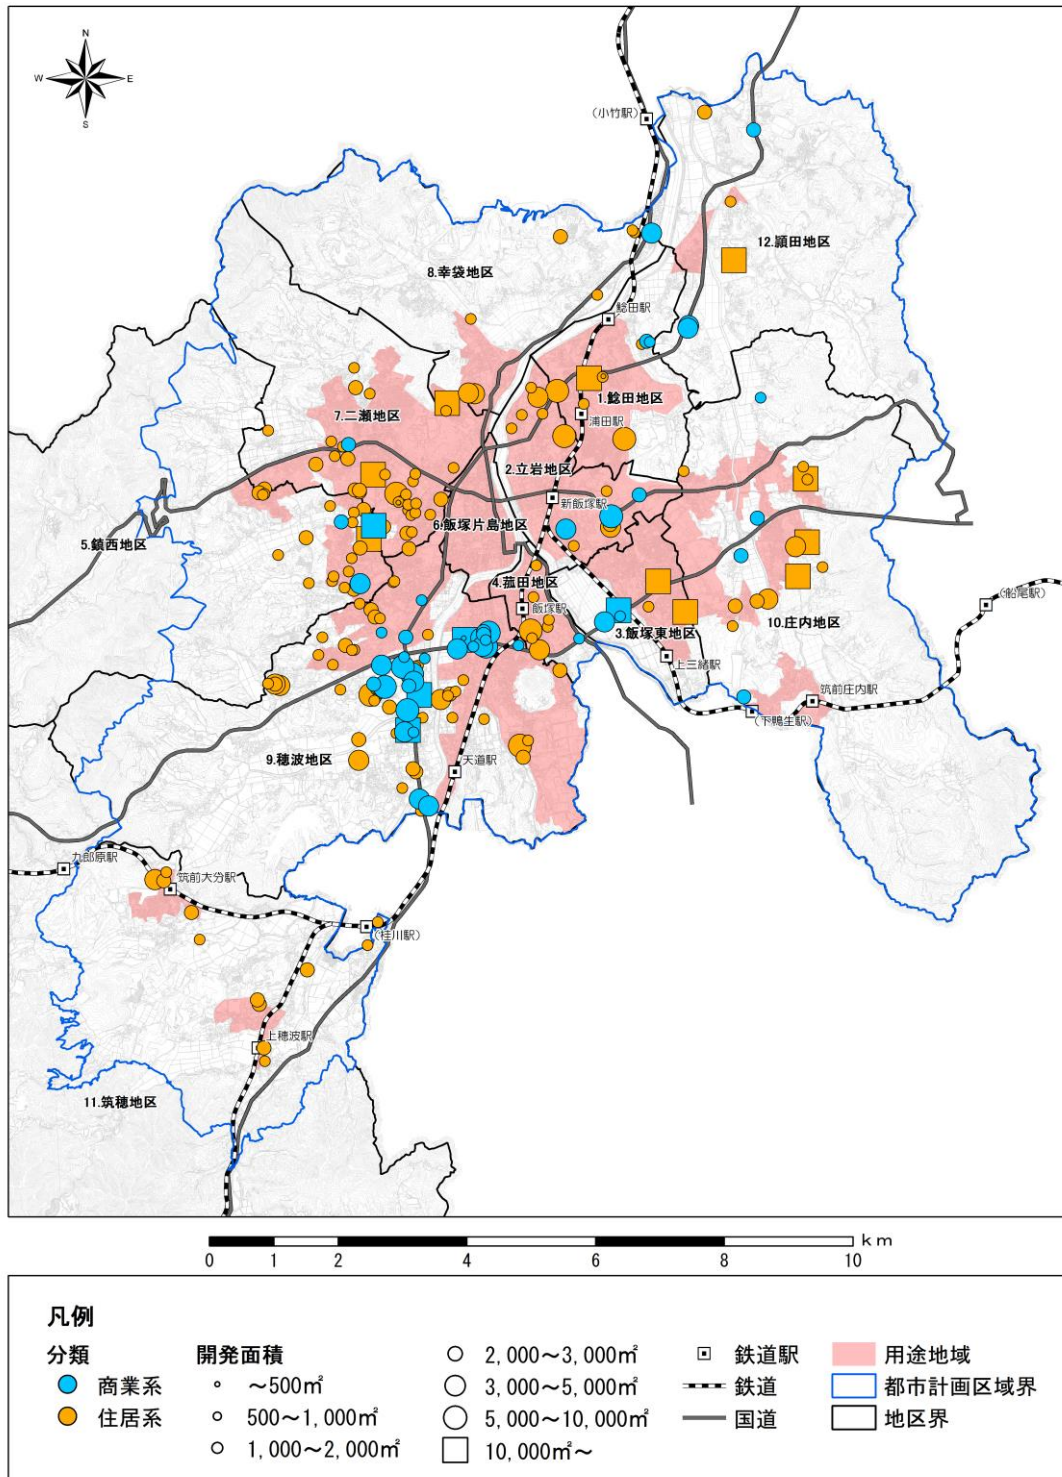 N
W
E
S
(小竹駅)
12.頴田地区
8.幸袋地区
鯰田駅
1.鯰田地区
7.二瀬地区
浦田駅
2.立岩地区
新飯塚駅
6.飯塚片島地区
5.鎮西地区
4.菰田地区
(船尾駅)
飯塚駅
3.飯塚東地区
10.庄内地区
上三緒駅
筑前庄内駅
(下鴨生駅)
9.穂波地区
天道駅
九郎原駅
筑前大分駅
(桂川駅)
上穂波駅
11.筑穂地区
km
0 1 2 4 6 8 10
凡例
分類
開発面積
商業系
住居系
~500㎡
500~1,000㎡
1,000~2,000㎡
2,000~3,000㎡
3,000~5,000㎡
5,000~10,000㎡
10,000㎡~
鉄道駅
鉄道
国道
用途地域
都市計画区域界
地区界